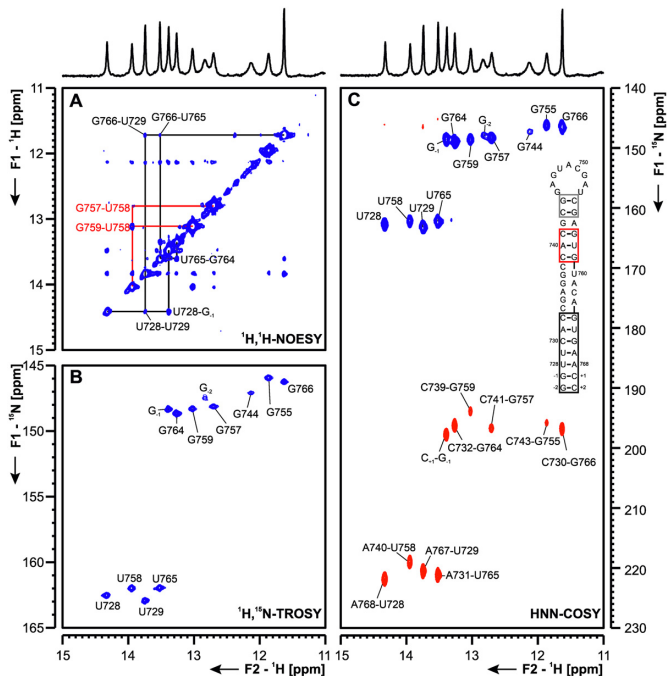 A
G766-U729
G766-U765
G757-U758
G759-U758
U765-G764
U728-G-1
U728-U729
¹H,¹H-NOESY
11
12
13
14
15
F1 - ¹H [ppm]
B
G-1
G-2
G744
G766
G764
G759
G757
G755
U758
U765
U728
U729
¹H,¹⁵N-TROSY
145
150
155
160
165
F1 - ¹⁵N [ppm]
15
14
13
12
11
F2 - ¹H [ppm]
C
G764
G-2
G755
G766
G-1
G759
G757
G744
U758
U765
U728
U729
750
740
760
730
728
768
-1
+1
-2
+2
C739-G759
C741-G757
C732-G764
C743-G755
C+1-G-1
C730-G766
A740-U758
A767-U729
A731-U765
A768-U728
HNN-COSY
140
150
160
170
180
190
200
210
220
230
F1 - ¹⁵N [ppm]
15
14
13
12
11
F2 - ¹H [ppm]